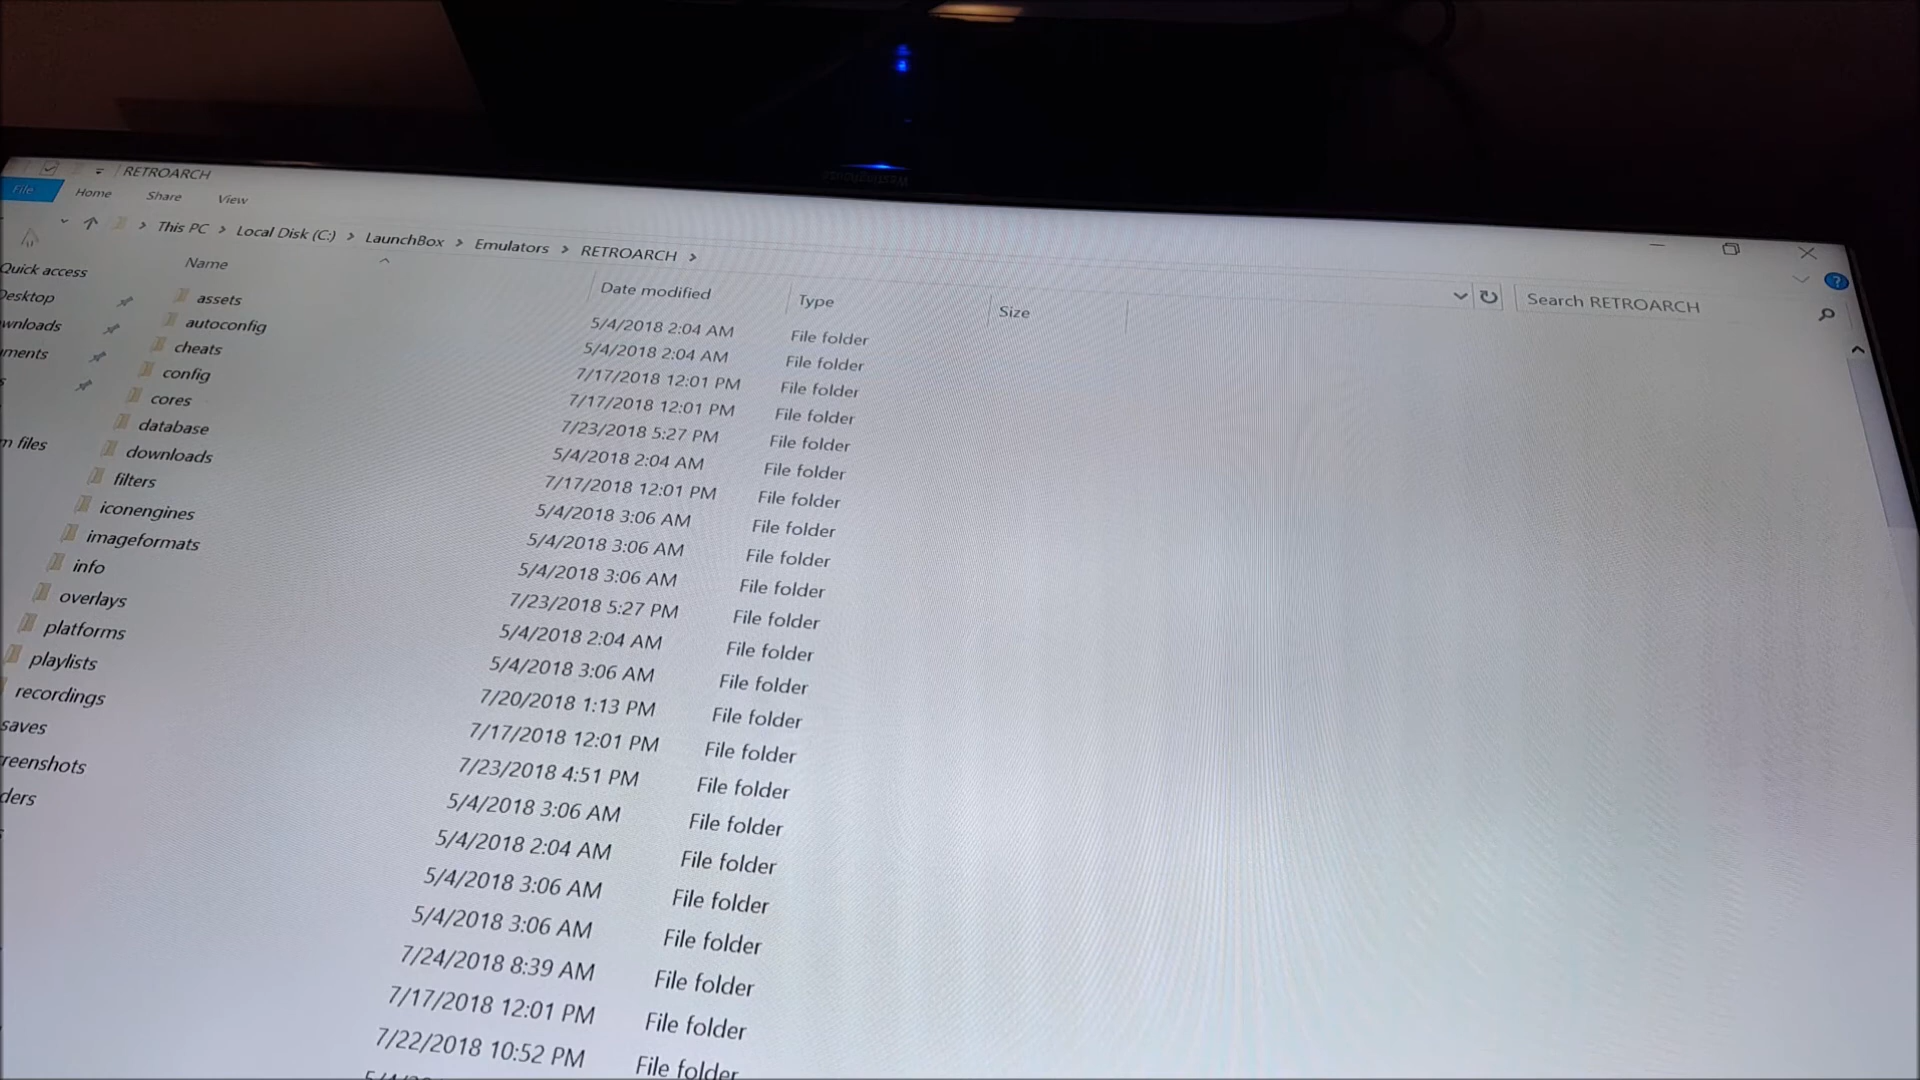 Westinghouse
RETROARCH
File Home Share View
This PC > Local Disk (C:) > LaunchBox > Emulators > RETROARCH >
Search RETROARCH
Quick access
Desktop
wnloads
uments
m files
Name Date modified Type Size
assets 5/4/2018 2:04 AM File folder
autoconfig 5/4/2018 2:04 AM File folder
cheats 7/17/2018 12:01 PM File folder
config 7/17/2018 12:01 PM File folder
cores 7/23/2018 5:27 PM File folder
database 5/4/2018 2:04 AM File folder
downloads 7/17/2018 12:01 PM File folder
filters 5/4/2018 3:06 AM File folder
iconengines 5/4/2018 3:06 AM File folder
imageformats 5/4/2018 3:06 AM File folder
info 7/23/2018 5:27 PM File folder
overlays 5/4/2018 2:04 AM File folder
platforms 5/4/2018 3:06 AM File folder
playlists 7/20/2018 1:13 PM File folder
recordings 7/17/2018 12:01 PM File folder
saves 7/23/2018 4:51 PM File folder
reenshots 5/4/2018 3:06 AM File folder
ders 5/4/2018 2:04 AM File folder
5/4/2018 3:06 AM File folder
5/4/2018 3:06 AM File folder
7/24/2018 8:39 AM File folder
7/17/2018 12:01 PM File folder
7/22/2018 10:52 PM File folder